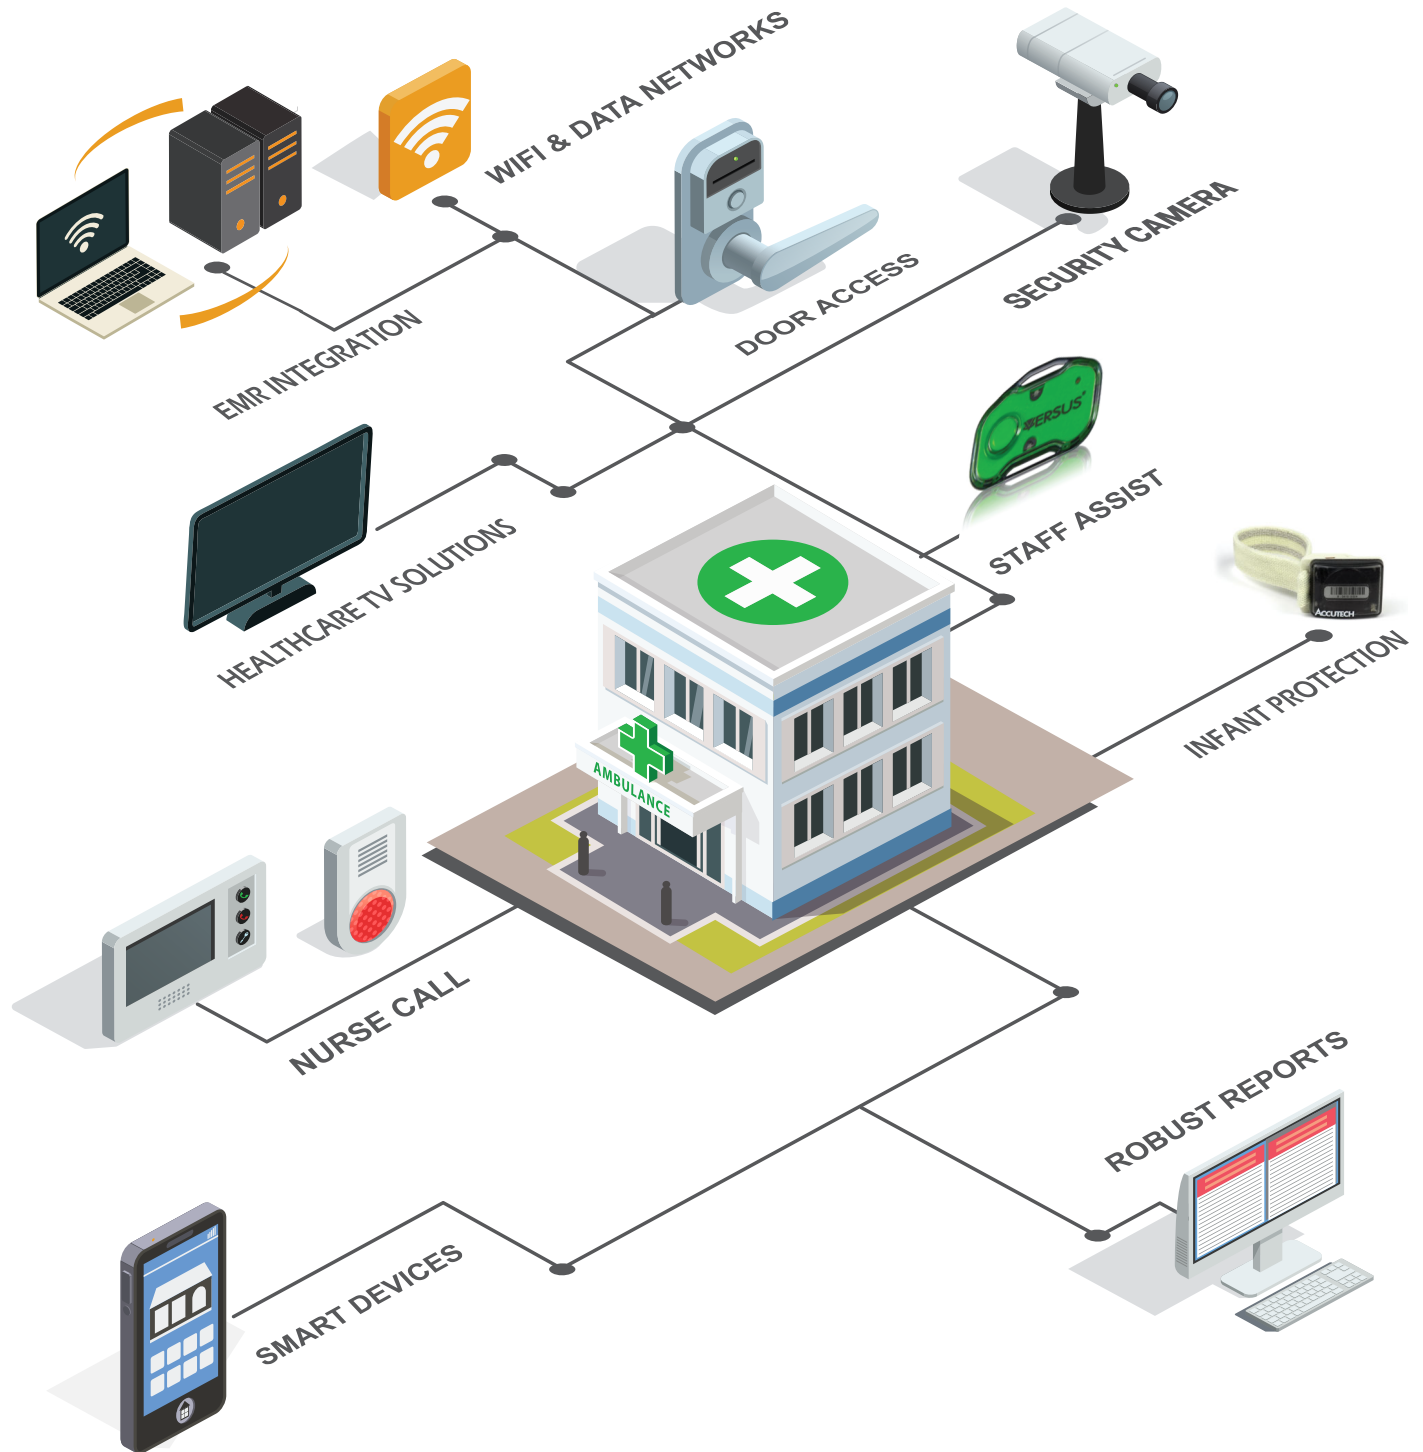 WIFI & DATA NETWORKS
SECURITY CAMERA
DOOR ACCESS
EMR INTEGRATION
VERSUS
STAFF ASSIST
HEALTHCARE TV SOLUTIONS
ACCUTECH
INFANT PROTECTION
AMBULANCE
NURSE CALL
ROBUST REPORTS
SMART DEVICES